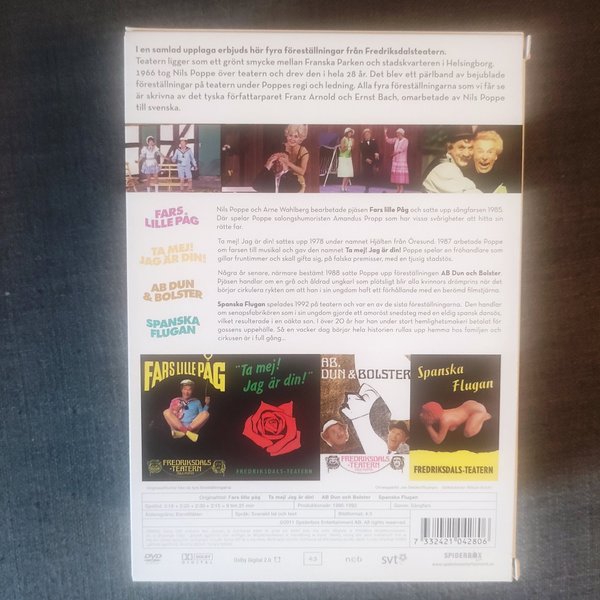 I en samlad upplaga erbjuds här fyra föreställningar från Fredriksdalsteatern.
Teatern ligger som ett grönt smycke mellan Franska Parken och stadskvarteren i Helsingborg.
1966 tog Nils Poppe över teatern och drev den i hela 28 år. Det blev ett pärlband av bejublade
föreställningar på teatern under Poppes regi och ledning. Alla fyra föreställningarna som vi får se
är skrivna av det tyska författarparet Franz Arnold och Ernst Bach, omarbetade av Nils Poppe
till svenska.
FARS
LILLE PÅG
Nils Poppe och Arne Wahlberg bearbetade pjäsen Fars lille Påg och satte upp sångfarsen 1985.
Där spelar Poppe salongshumoristen Amandus Propp som har vissa svårigheter att hitta sin
rätte far.
TA MEJ!
JAG ÄR DIN!
Ta mej! Jag är din! sattes upp 1978 under namnet Hjälten från Öresund. 1987 arbetade Poppe
om farsen till musikal och gav den namnet Ta mej! Jag är din! Poppe spelar en fröhandlare som
gillar fruntimmer och skall gifta sig, på falska premisser, med en tjusig stadstös.
AB DUN
& BOLSTER
Några år senare, närmare bestämt 1988 satte Poppe upp föreställningen AB Dun och Bolster.
Pjäsen handlar om en grå och åldrad ungkarl som plötsligt blir alla kvinnors drömprins när det
börjar cirkulera rykten om att han i sin ungdom haft ett förhållande med en berömd filmstjärna.
SPANSKA
FLUGAN
Spanska Flugan spelades 1992 på teatern och var en av de sista föreställningarna. Den handlar
om senapsfabrikören som i sin ungdom gjorde ett amoröst snedsteg med en eldig spansk dansös,
vilket resulterade i en oäkta son. I över 20 år har han under stort hemlighetsmakeri betalat för
gossens uppehälle. Så en vacker dag börjar hela historien rullas upp hemma hos familjen och
cirkusen är i full gång...
FARS LILLE PÅG
FREDRIKSDALS
-TEATERN
"Ta mej!
Jag är din!"
FREDRIKSDALS-TEATERN
AB.
DUN & BOLSTER
FREDRIKSDALS
-TEATERN
Spanska
Flugan
FREDRIKSDALS-TEATERN
Originaltitel: Fars lille påg Ta mej! Jag är din! AB Dun och Bolster Spanska Flugan
DVD
DOLBY
DIGITAL
Dolby Digital 2.0
4:3
ncb
svt
7 332421 042806
SPIDERBOX